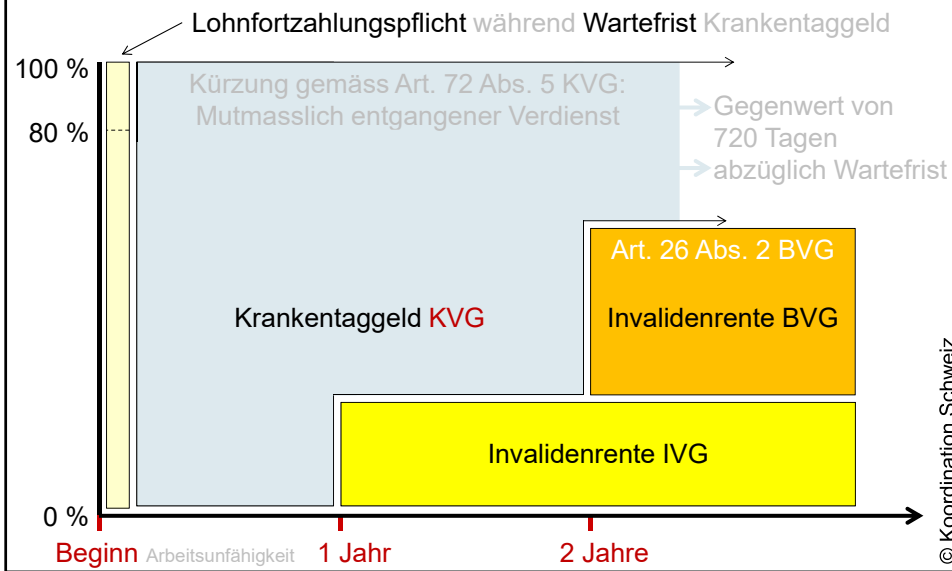 Lohnfortzahlungspflicht während Wartefrist Krankentaggeld
100 %
Kürzung gemäss Art. 72 Abs. 5 KVG:
Mutmasslich entgangener Verdienst
80 %
Gegenwert von
720 Tagen
abzüglich Wartefrist
Art. 26 Abs. 2 BVG
Krankentaggeld KVG
Invalidenrente BVG
Invalidenrente IVG
0 %
Beginn Arbeitsunfähigkeit
1 Jahr
2 Jahre
© Koordination Schweiz